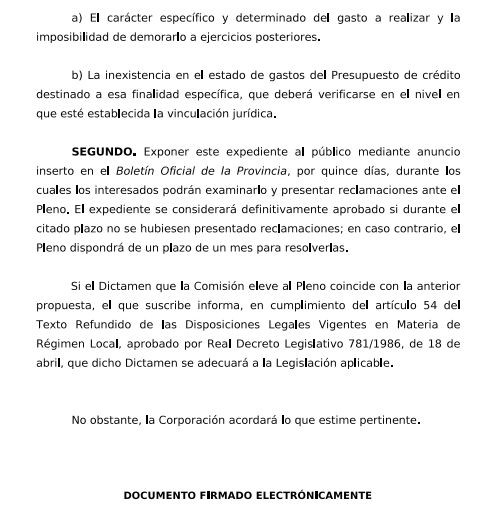 a) El carácter específico y determinado del gasto a realizar y la
imposibilidad de demorarlo a ejercicios posteriores.
b) La inexistencia en el estado de gastos del Presupuesto de crédito
destinado a esa finalidad específica, que deberá verificarse en el nivel en
que esté establecida la vinculación jurídica.
SEGUNDO. Exponer este expediente al público mediante anuncio
inserto en el Boletín Oficial de la Provincia, por quince días, durante los
cuales los interesados podrán examinarlo y presentar reclamaciones ante el
Pleno. El expediente se considerará definitivamente aprobado si durante el
citado plazo no se hubiesen presentado reclamaciones; en caso contrario, el
Pleno dispondrá de un plazo de un mes para resolverlas.
Si el Dictamen que la Comisión eleve al Pleno coincide con la anterior
propuesta, el que suscribe informa, en cumplimiento del artículo 54 del
Texto Refundido de las Disposiciones Legales Vigentes en Materia de
Régimen Local, aprobado por Real Decreto Legislativo 781/1986, de 18 de
abril, que dicho Dictamen se adecuará a la Legislación aplicable.
No obstante, la Corporación acordará lo que estime pertinente.
DOCUMENTO FIRMADO ELECTRÓNICAMENTE